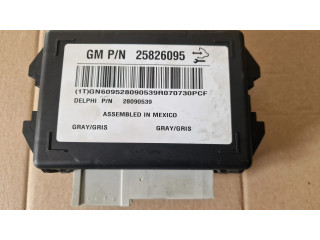 GM P/N 25826095
(1T)GN609528090539R070730PCF
DELPHI P/N 28090539
ASSEMBLED IN MEXICO
GRAY/GRIS GRAY/GRIS